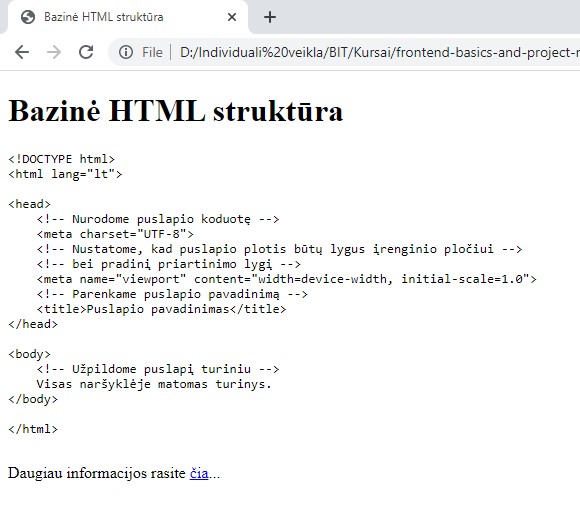 Bazinė HTML struktūra
File D:/Individuali%20veikla/BIT/Kursai/frontend-basics-and-project-
Bazinė HTML struktūra
<!DOCTYPE html>
<html lang="lt">
<head>
    <!-- Nurodome puslapio koduotę -->
    <meta charset="UTF-8">
    <!-- Nustatome, kad puslapio plotis būtų lygus įrenginio pločiui -->
    <!-- bei pradinį priartinimo lygį -->
    <meta name="viewport" content="width=device-width, initial-scale=1.0">
    <!-- Parenkame puslapio pavadinimą -->
    <title>Puslapio pavadinimas</title>
</head>
<body>
    <!-- Užpildome puslapį turiniu -->
    Visas naršyklėje matomas turinys.
</body>
</html>
Daugiau informacijos rasite čia...